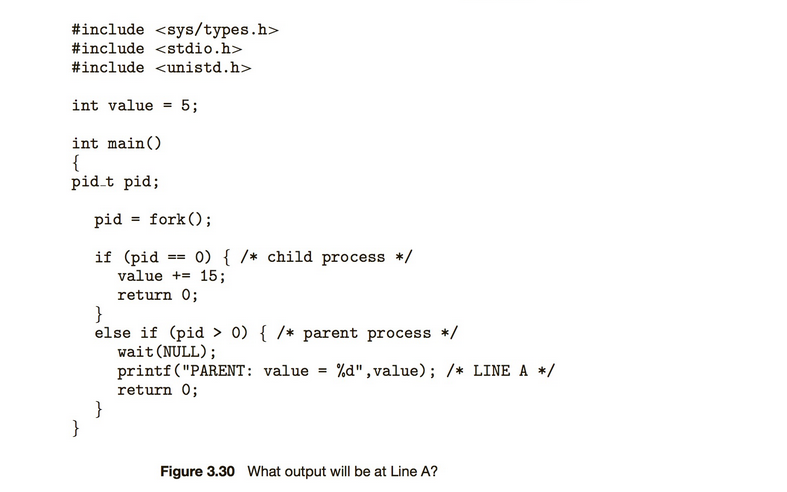 #include <sys/types.h>
#include <stdio.h>
#include <unistd.h>
int value = 5;
int main()
{
pid_t pid;
pid = fork();
if (pid == 0) { /* child process */
value += 15;
return 0;
}
else if (pid > 0) { /* parent process */
wait(NULL);
printf("PARENT: value = %d",value); /* LINE A */
return 0;
}
}
Figure 3.30 What output will be at Line A?